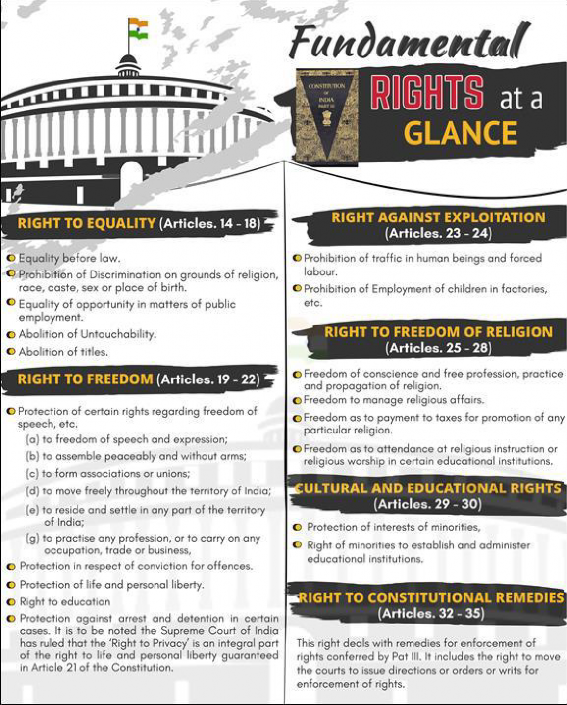 Fundamental
CONSTITUTION
OF
INDIA
PART III
RIGHTS at a
GLANCE
RIGHT TO EQUALITY (Articles. 14 - 18)
Equality before law.
Prohibition of Discrimination on grounds of religion,
race, caste, sex or place of birth.
Equality of opportunity in matters of public
employment.
Abolition of Untouchability.
Abolition of titles.
RIGHT TO FREEDOM (Articles. 19 - 22)
Protection of certain rights regarding freedom of
speech, etc.
(a) to freedom of speech and expression;
(b) to assemble peaceably and without arms;
(c) to form associations or unions;
(d) to move freely throughout the territory of India;
(e) to reside and settle in any part of the territory
of India;
(g) to practise any profession, or to carry on any
occupation, trade or business,
Protection in respect of conviction for offences.
Protection of life and personal liberty.
Right to education
Protection against arrest and detention in certain
cases. It is to be noted the Supreme Court of India
has ruled that the 'Right to Privacy' is an integral part
of the right to life and personal liberty guaranteed
in Article 21 of the Constitution.
RIGHT AGAINST EXPLOITATION
(Articles. 23 - 24)
Prohibition of traffic in human beings and forced
labour.
Prohibition of Employment of children in factories,
etc.
RIGHT TO FREEDOM OF RELIGION
(Articles. 25 - 28)
Freedom of conscience and free profession, practice
and propagation of religion.
Freedom to manage religious affairs.
Freedom as to payment to taxes for promotion of any
particular religion.
Freedom as to attendance at religious instruction or
religious worship in certain educational institutions.
CULTURAL AND EDUCATIONAL RIGHTS
(Articles. 29 - 30)
Protection of interests of minorities,
Right of minorities to establish and administer
educational institutions.
RIGHT TO CONSTITUTIONAL REMEDIES
(Articles. 32 - 35)
This right deals with remedies for enforcement of
rights conferred by Pat III. It includes the right to move
the courts to issue directions or orders or writs for
enforcement of rights.